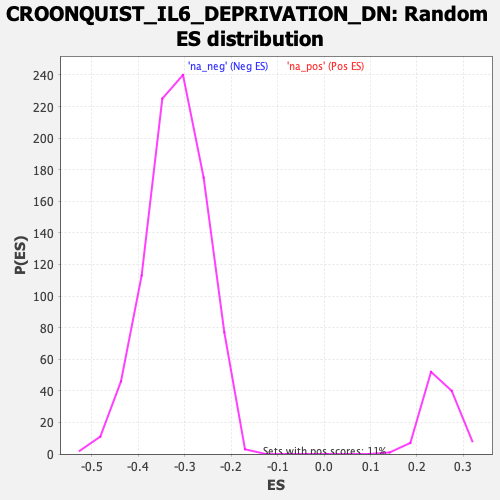 CROONQUIST_IL6_DEPRIVATION_DN: Random
ES distribution
'na_neg' (Neg ES) 'na_pos' (Pos ES)
240
220
200
180
160
140
120
100
80
60
40
20
0
P(ES)
Sets with pos scores: 11%
-0.5 -0.4 -0.3 -0.2 -0.1 0.0 0.1 0.2 0.3
ES